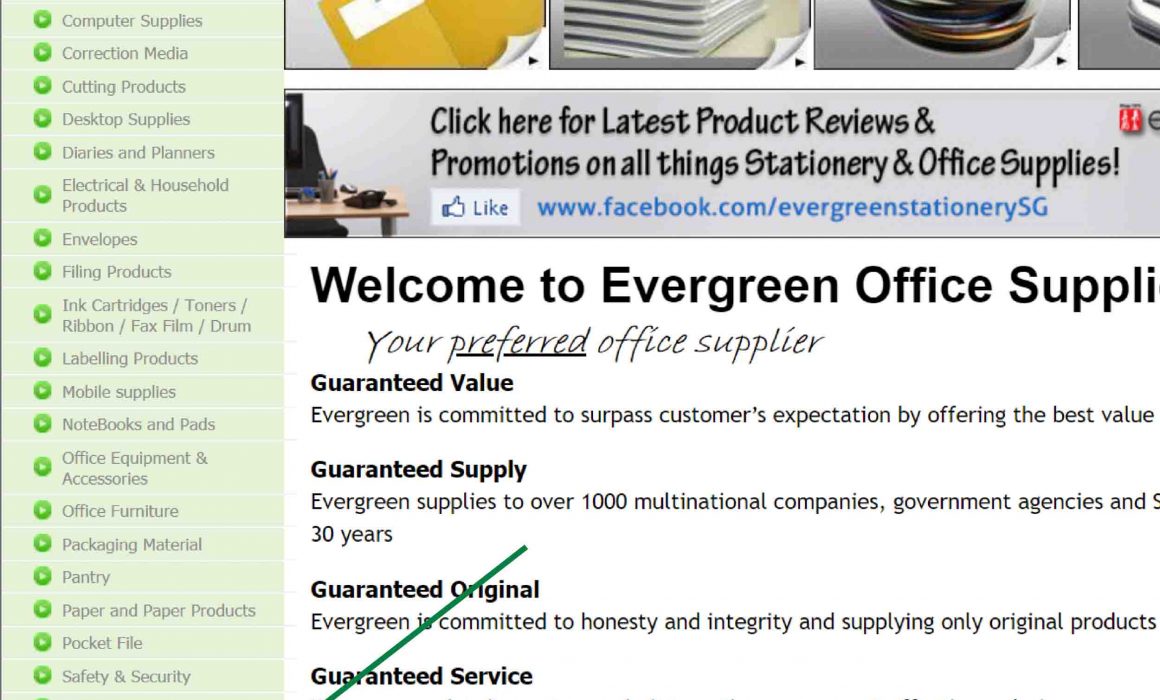 Computer Supplies
Correction Media
Cutting Products
Desktop Supplies
Diaries and Planners
Electrical & Household
Products
Envelopes
Filing Products
Ink Cartridges / Toners /
Ribbon / Fax Film / Drum
Labelling Products
Mobile supplies
NoteBooks and Pads
Office Equipment &
Accessories
Office Furniture
Packaging Material
Pantry
Paper and Paper Products
Pocket File
Safety & Security
Click here for Latest Product Reviews &
Promotions on all things Stationery & Office Supplies!
Like www.facebook.com/evergreenstationerySG
Welcome to Evergreen Office
Your preferred office supplier
Guaranteed Value
Evergreen is committed to surpass customer’s expectation by offering the best value
Guaranteed Supply
Evergreen supplies to over 1000 multinational companies, government agencies and
30 years
Guaranteed Original
Evergreen is committed to honesty and integrity and supplying only original products
Guaranteed Service